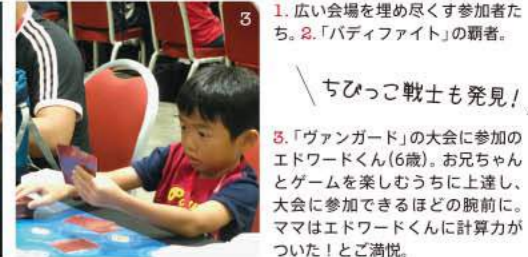 3
1. 広い会場を埋め尽くす参加者た
ち。2.「バディファイト」の覇者。
ちびっこ戦士も発見!
3.「ヴァンガード」の大会に参加の
エドワードくん(6歳)。お兄ちゃん
とゲームを楽しむうちに上達し、
大会に参加できるほどの腕前に。
ママはエドワードくんに計算力が
ついた!とご満悦。